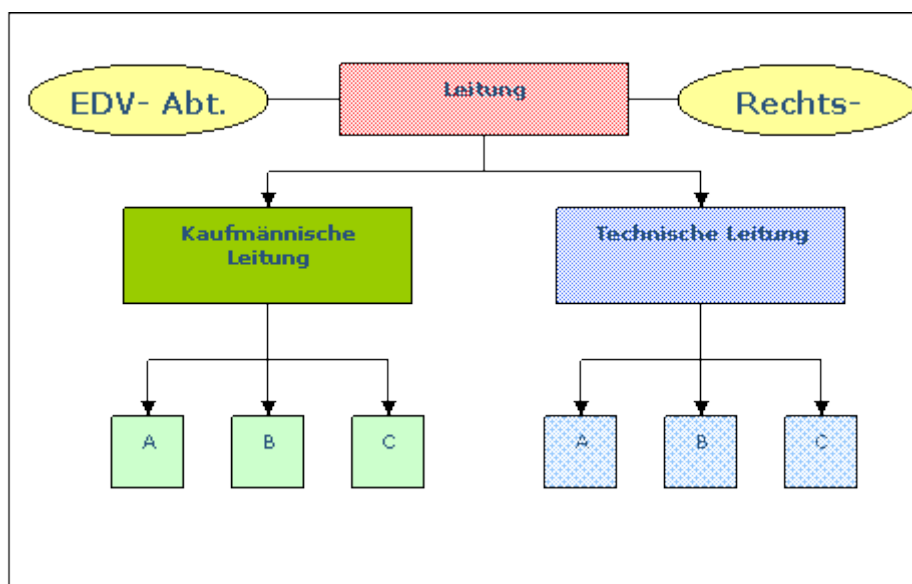 EDV- Abt.
Leitung
Rechts-
Kaufmännische
Leitung
Technische Leitung
A
B
C
A
B
C